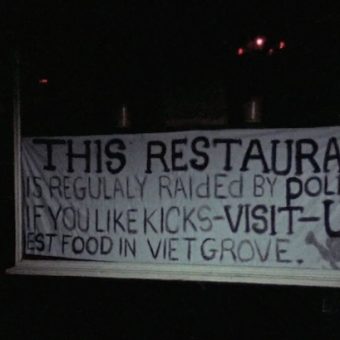 THIS RESTAURA
IS REGULALY RAIdEd BY POLI
IF YOU LIKE KICKS-VISIT-U
EST FOOD IN VIETGROVE.